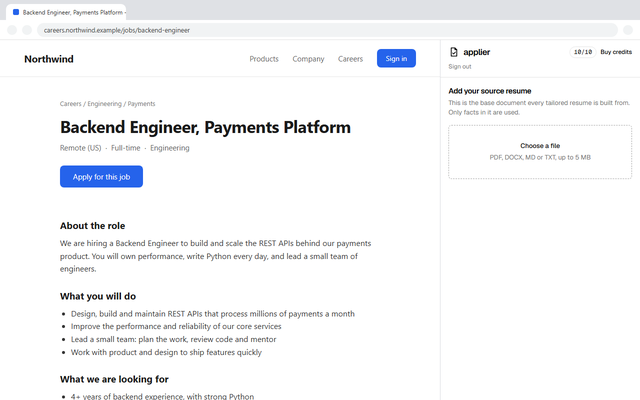 Backend Engineer, Payments Platform -
careers.northwind.example/jobs/backend-engineer
Northwind
Products
Company
Careers
Sign in
Careers / Engineering / Payments
Backend Engineer, Payments Platform
Remote (US) · Full-time · Engineering
Apply for this job
About the role
We are hiring a Backend Engineer to build and scale the REST APIs behind our payments
product. You will own performance, write Python every day, and lead a small team of
engineers.
What you will do
• Design, build and maintain REST APIs that process millions of payments a month
• Improve the performance and reliability of our core services
• Lead a small team: plan the work, review code and mentor
• Work with product and design to ship features quickly
What we are looking for
• 4+ years of backend experience, with strong Python
applier
10/10
Buy credits
Sign out
Add your source resume
This is the base document every tailored resume is built from.
Only facts in it are used.
Choose a file
PDF, DOCX, MD or TXT, up to 5 MB